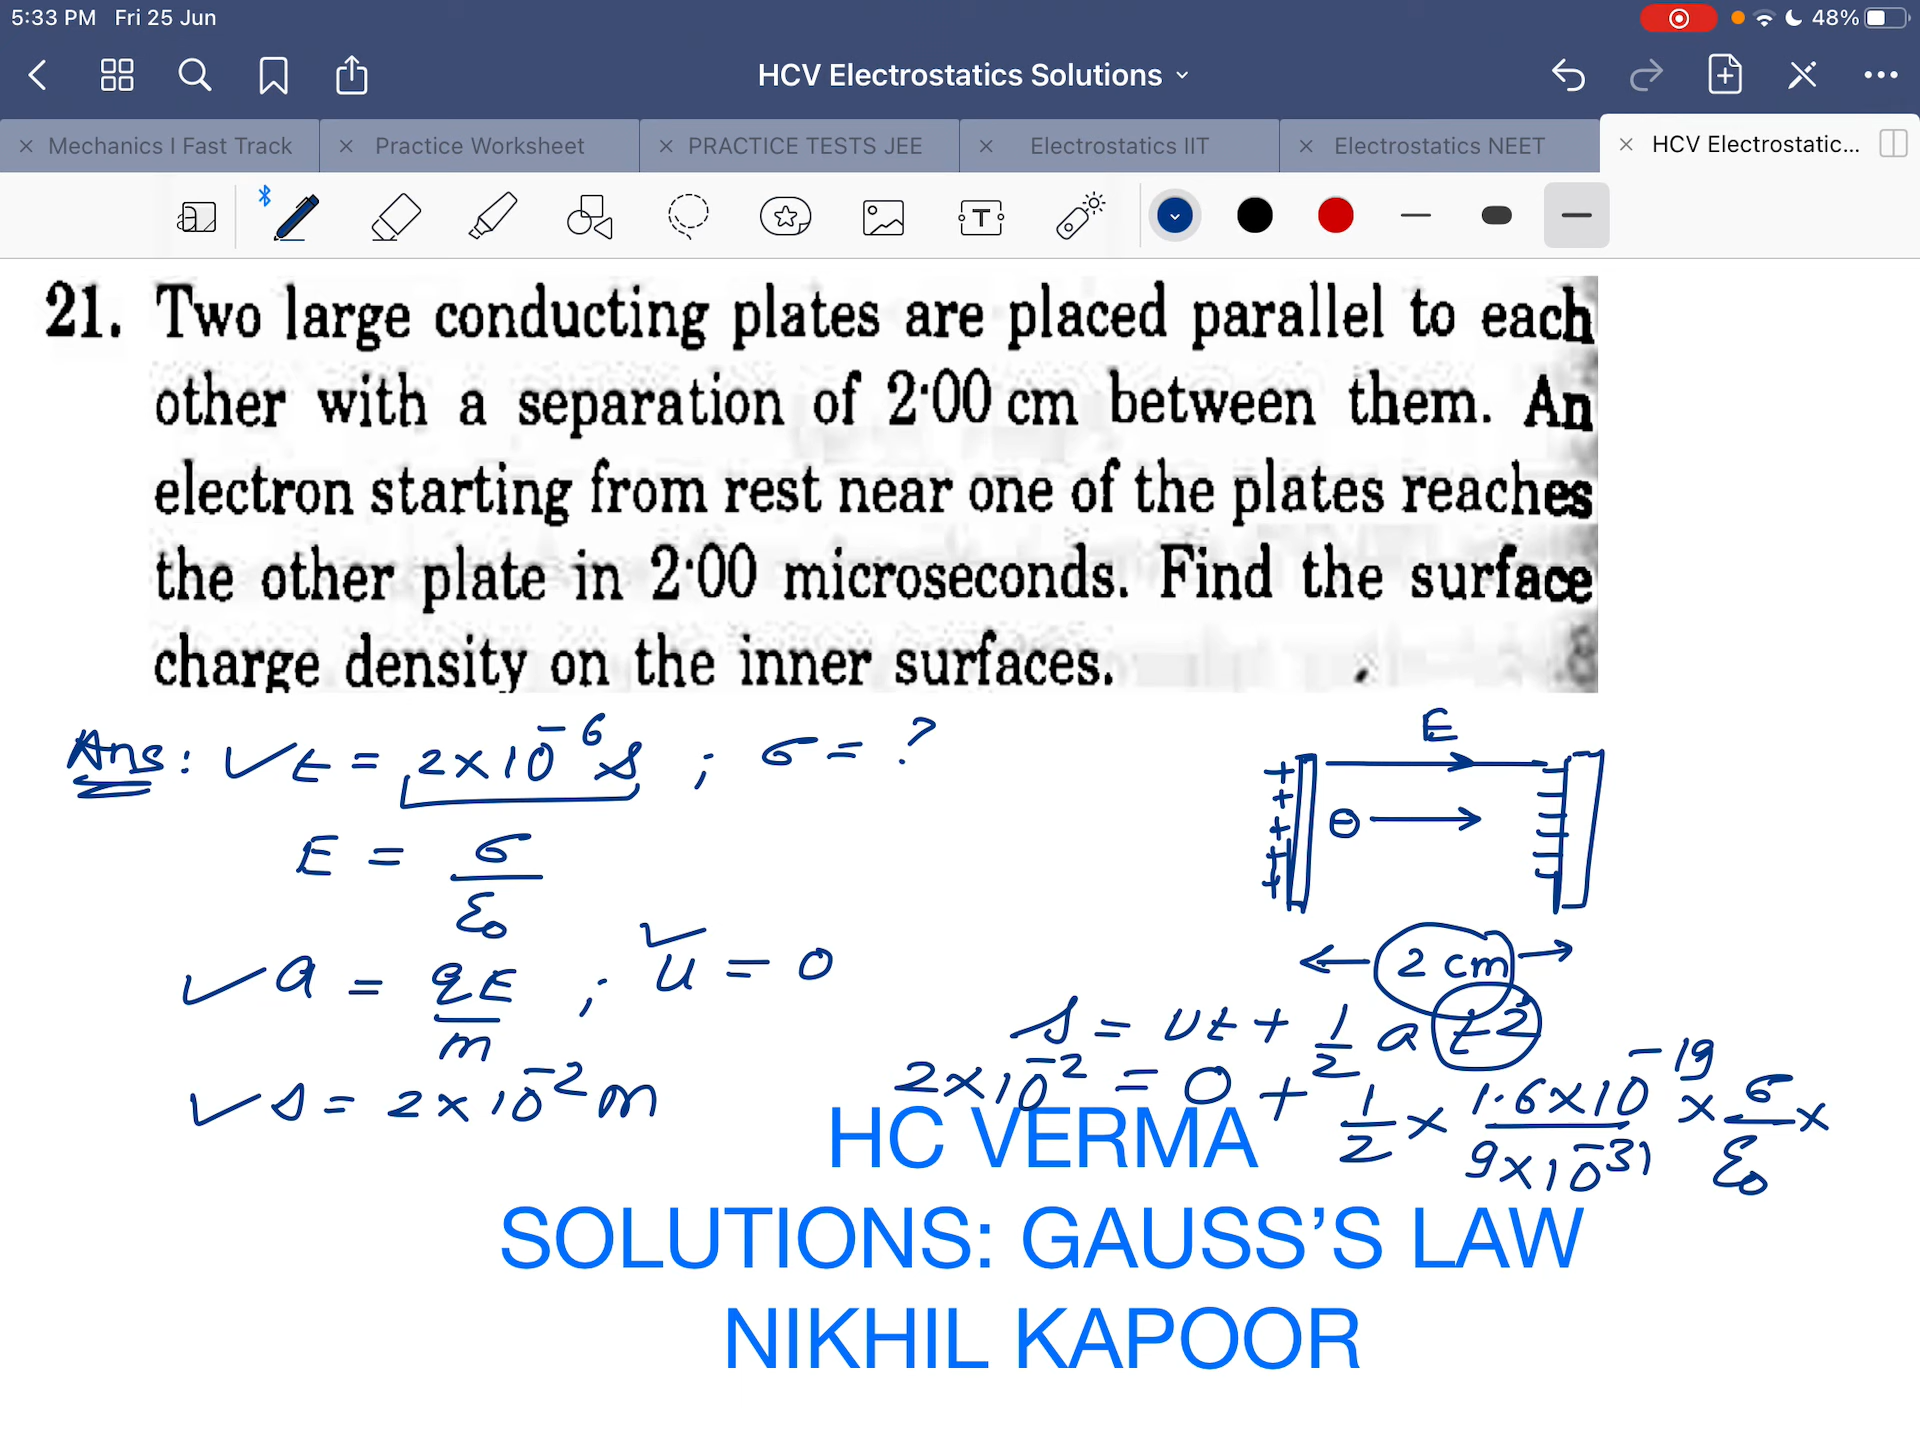 5:33 PM Fri 25 Jun
48%
HCV Electrostatics Solutions
Mechanics I Fast Track
Practice Worksheet
PRACTICE TESTS JEE
Electrostatics IIT
Electrostatics NEET
HCV Electrostatic...
21. Two large conducting plates are placed parallel to each
other with a separation of 2·00 cm between them. An
electron starting from rest near one of the plates reaches
the other plate in 2·00 microseconds. Find the surface
charge density on the inner surfaces.
Ans: ✓ t = 2×10⁻⁶ s ; σ = ?
E
E = σ/ε₀
✓ a = qE/m ; ✓ u = 0
2 cm
s = ut + 1/2 a t²
✓ s = 2×10⁻² m
2×10⁻² = 0 + 1/2 × 1.6×10⁻¹⁹/9×10⁻³¹ × σ/ε₀ ×
HC VERMA
SOLUTIONS: GAUSS’S LAW
NIKHIL KAPOOR